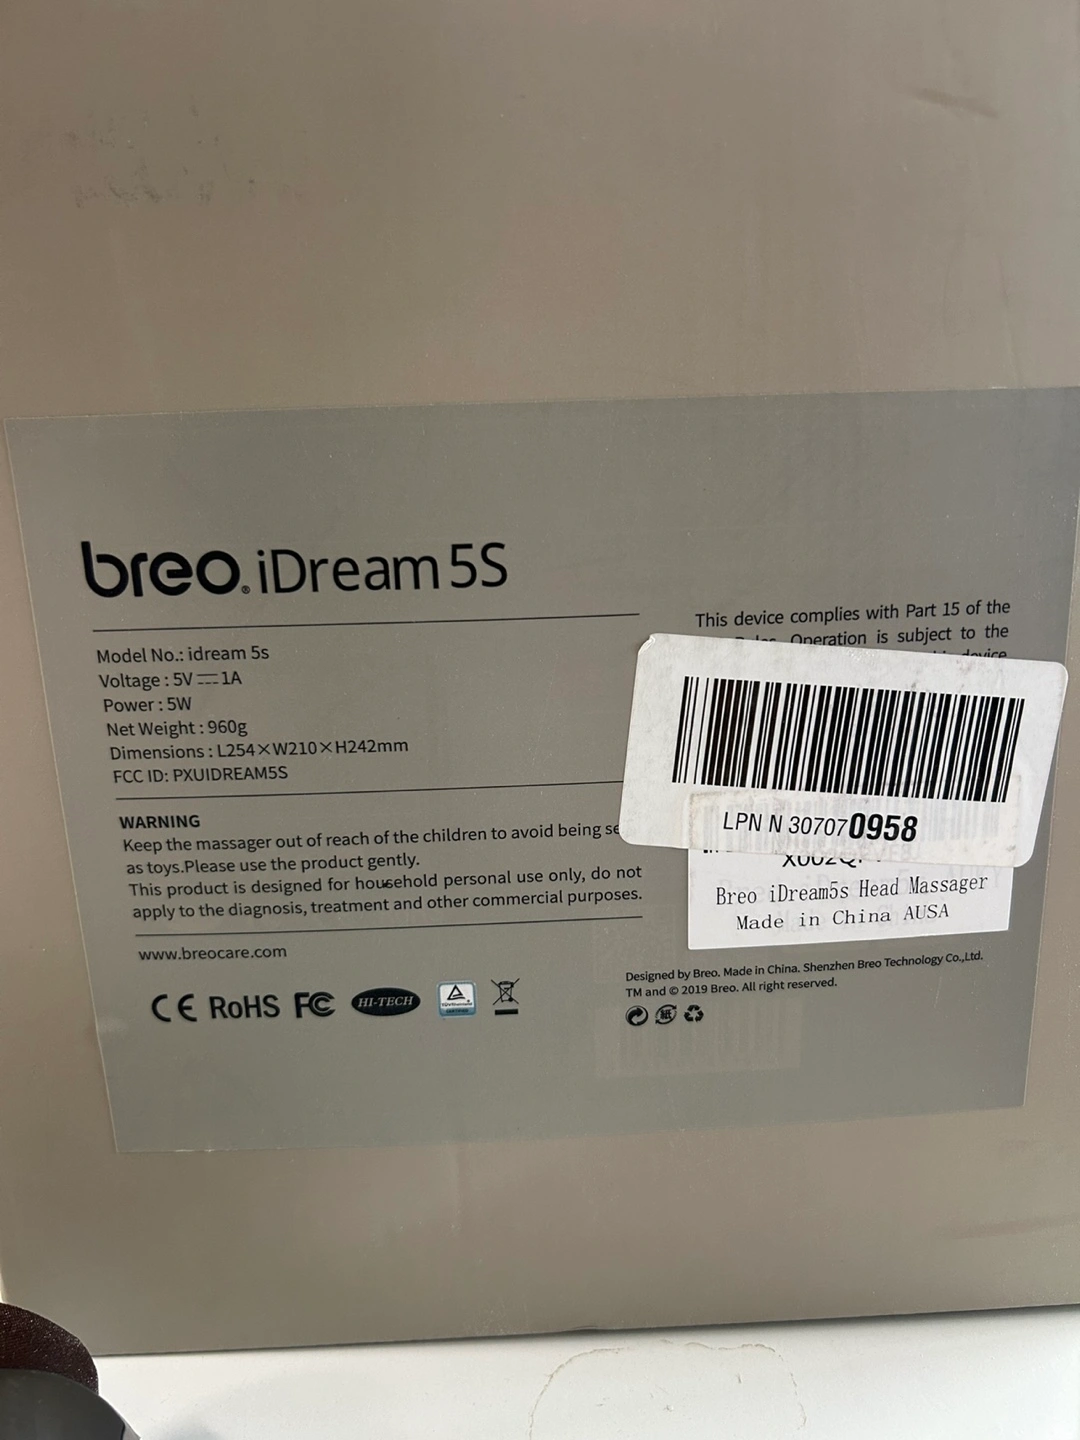 breo® iDream 5S
Model No.: idream 5s
Voltage : 5V ⎓ 1A
Power : 5W
Net Weight : 960g
Dimensions : L254×W210×H242mm
FCC ID: PXUIDREAM5S
WARNING
Keep the massager out of reach of the children to avoid being se
as toys.Please use the product gently.
This product is designed for household personal use only, do not
apply to the diagnosis, treatment and other commercial purposes.
www.breocare.com
CE RoHS FC HI-TECH
This device complies with Part 15 of the
Operation is subject to the
device
LPN N 307070958
Breo iDream5s Head Massager
Made in China AUSA
Designed by Breo. Made in China. Shenzhen Breo Technology Co.,Ltd.
TM and © 2019 Breo. All right reserved.
紙